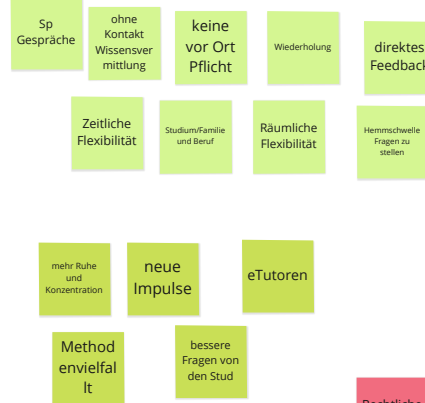 Sp
Gespräche
ohne
Kontakt
Wissensver
mittlung
keine
vor Ort
Pflicht
Wiederholung
direktes
Feedback
Zeitliche
Flexibilität
Studium/Familie
und Beruf
Räumliche
Flexibilität
Hemmschwelle
Fragen zu
stellen
mehr Ruhe
und
Konzentration
neue
Impulse
eTutoren
Method
envielfal
lt
bessere
Fragen von
den Stud
Rechtliche